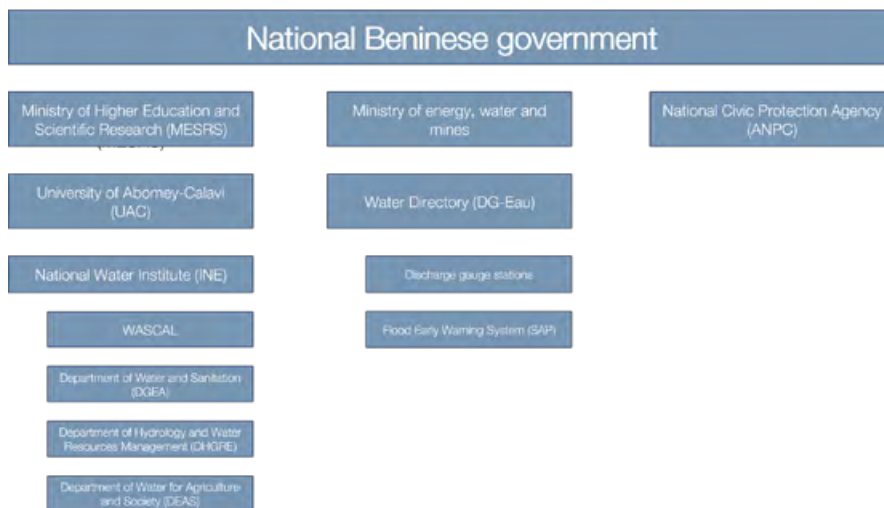 National Beninese government
Ministry of Higher Education and
Scientific Research (MESRS)
University of Abomey-Calavi
(UAC)
National Water Institute (INE)
WASCAL
Department of Water and Sanitation
(DGEA)
Department of Hydrology and Water
Resources Management (DHGRE)
Department of Water for Agriculture
and Society (DEAS)
Ministry of energy, water and
mines
Water Directory (DG-Eau)
Discharge gauge stations
Flood Early Warning System (SAP)
National Civic Protection Agency
(ANPC)